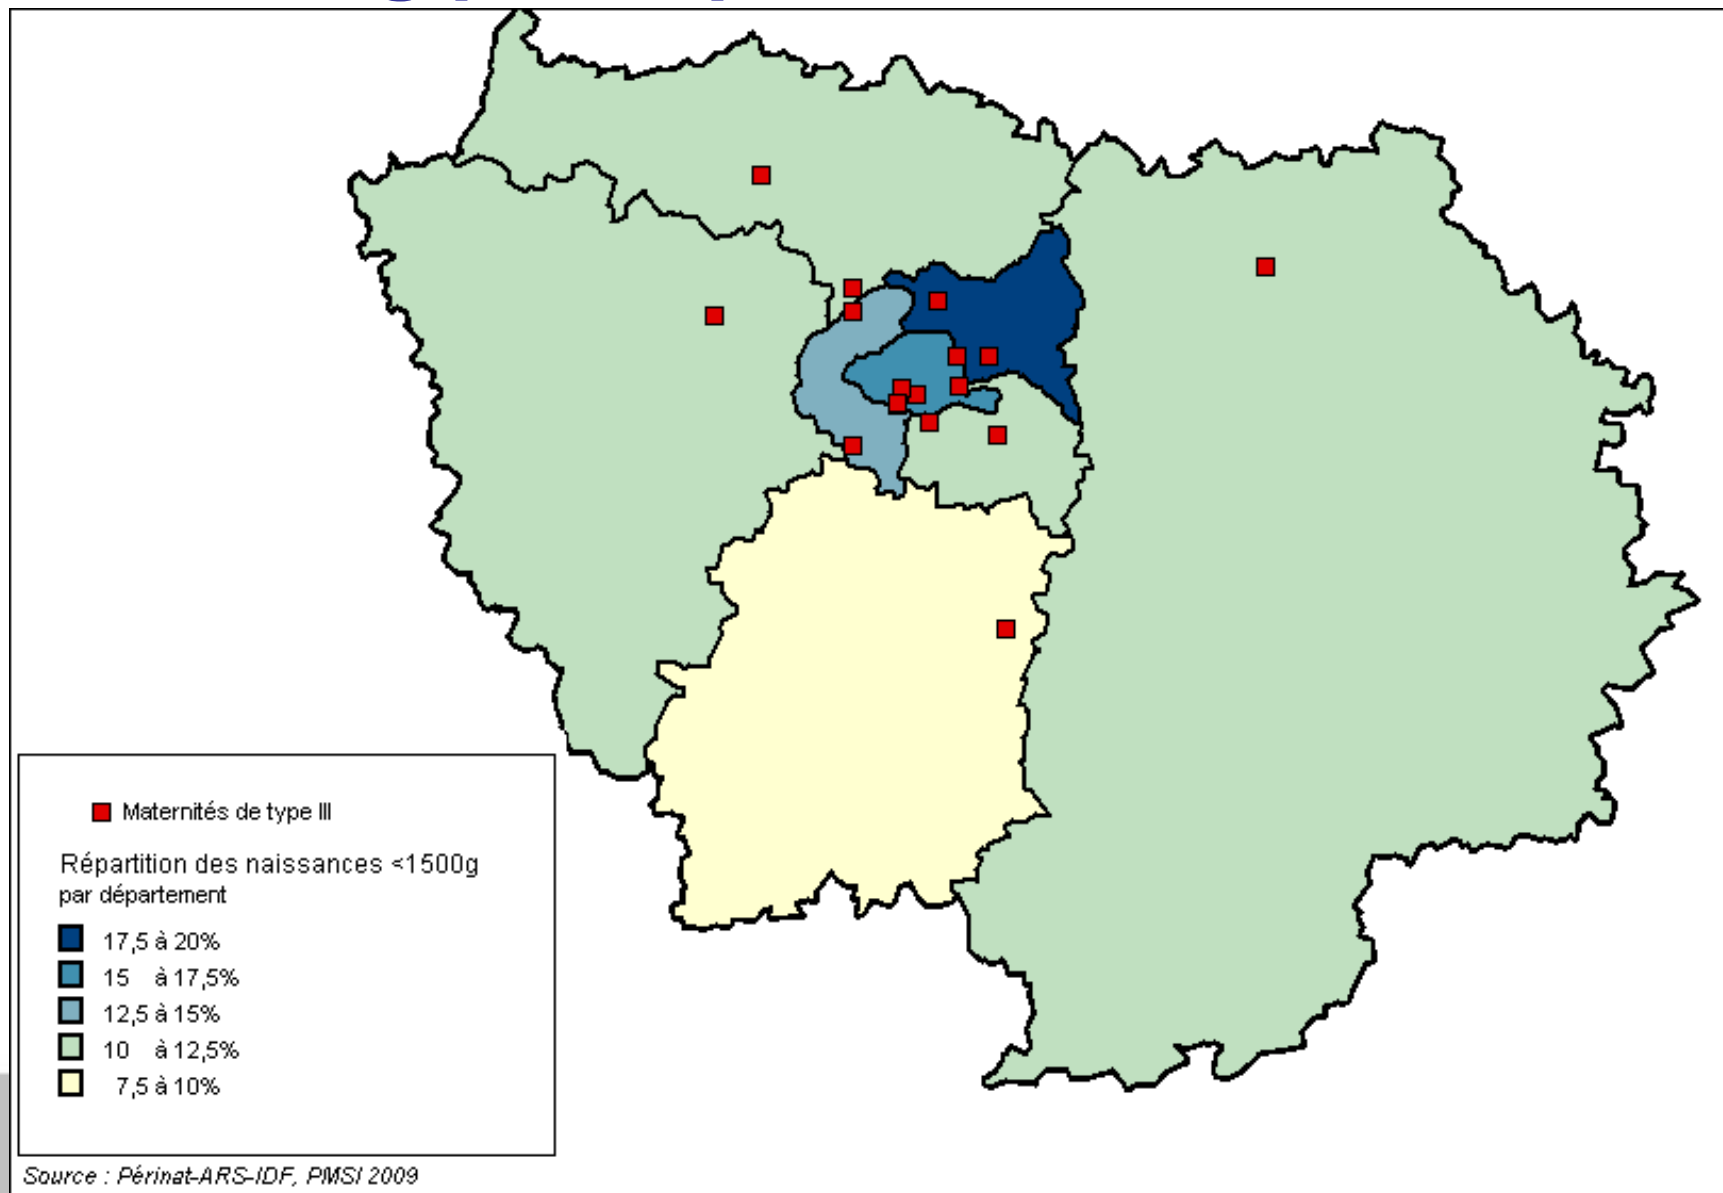 Maternités de type III
Répartition des naissances <1500g
par département
17,5 à 20%
15 à 17,5%
12,5 à 15%
10 à 12,5%
7,5 à 10%
Source : Périnat-ARS-IDF, PMSI 2009